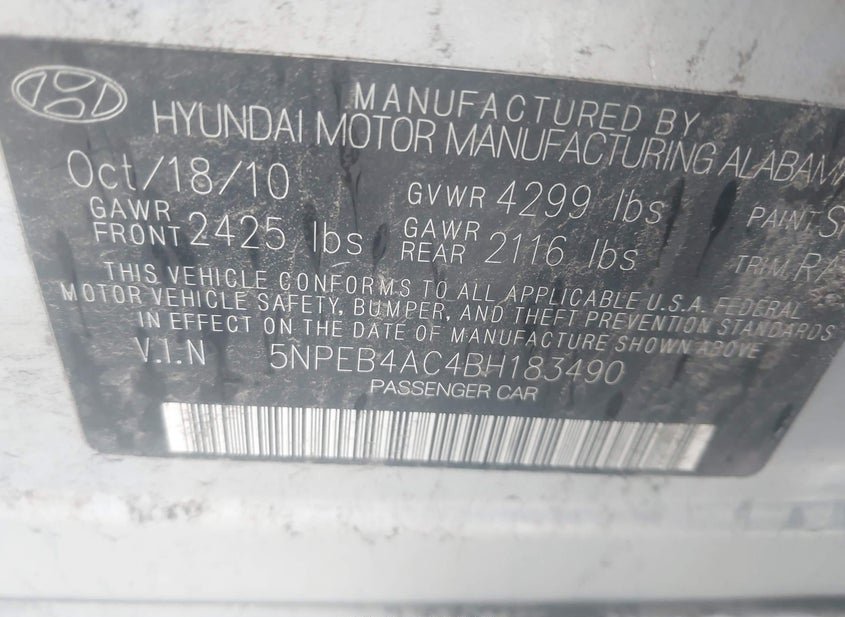 MANUFACTURED BY
HYUNDAI MOTOR MANUFACTURING
Oct/18/10 GVWR 4299 lbs PAINT:
GAWR FRONT 2425 lbs GAWR REAR 2116 lbs TRIM:
THIS VEHICLE CONFORMS TO ALL APPLICABLE U.S.A. FEDERAL
MOTOR VEHICLE SAFETY, BUMPER, AND THEFT PREVENTION STANDARDS
IN EFFECT ON THE DATE OF MANUFACTURE SHOWN ABOVE
V.I.N 5NPEB4AC4BH183490
PASSENGER CAR